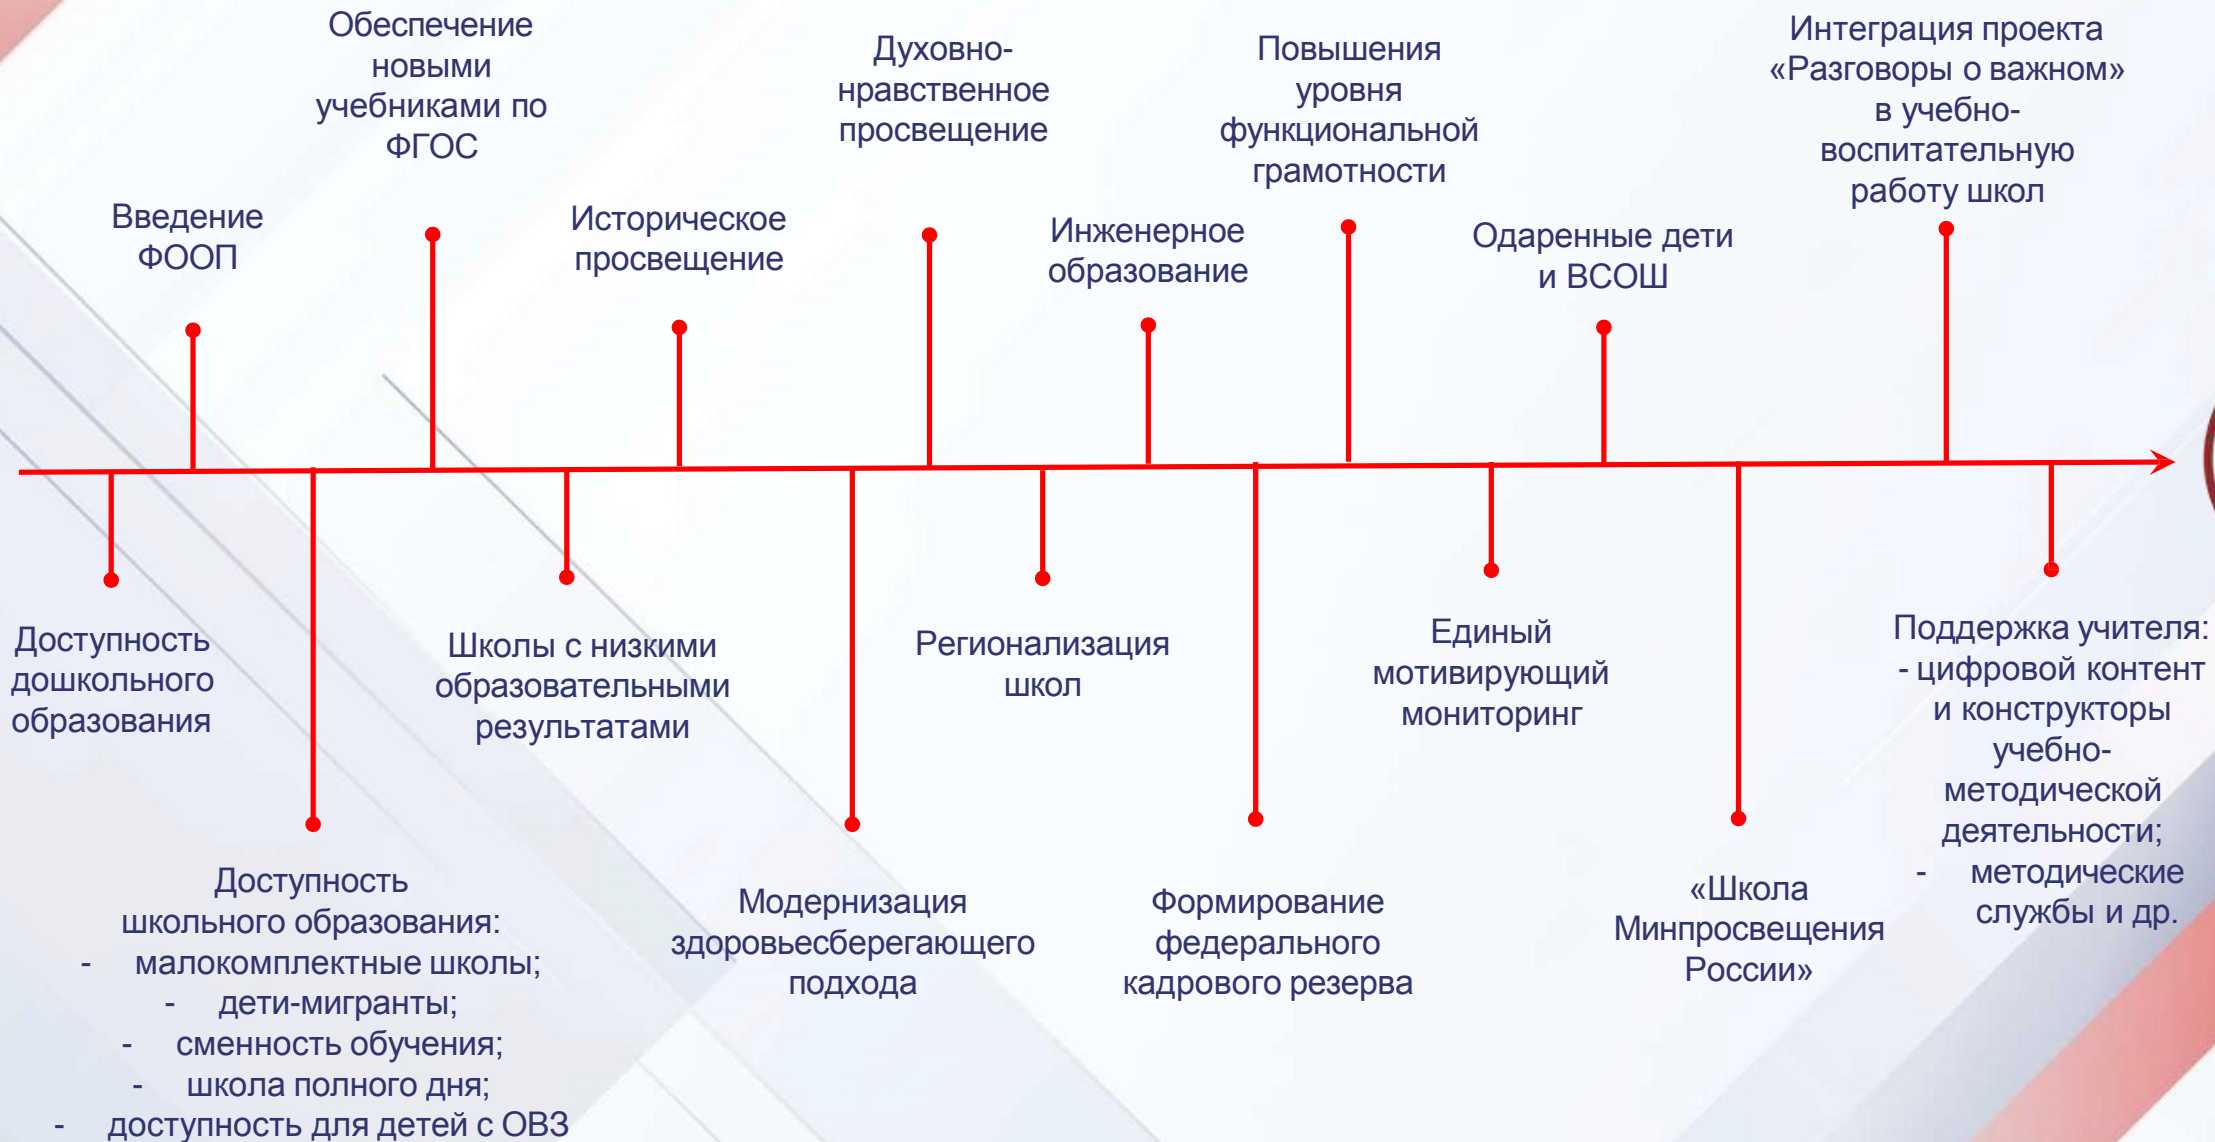 Обеспечение
новыми
учебниками по
ФГОС
Духовно-
нравственное
просвещение
Повышения
уровня
функциональной
грамотности
Интеграция проекта
«Разговоры о важном»
в учебно-
воспитательную
работу школ
Введение
ФООП
Историческое
просвещение
Инженерное
образование
Одаренные дети
и ВСОШ
Доступность
дошкольного
образования
Школы с низкими
образовательными
результатами
Регионализация
школ
Единый
мотивирующий
мониторинг
Поддержка учителя:
- цифровой контент
и конструкторы
учебно-
методической
деятельности;
- методические
службы и др.
Доступность
школьного образования:
- малокомплектные школы;
- дети-мигранты;
- сменность обучения;
- школа полного дня;
- доступность для детей с ОВЗ
Модернизация
здоровьесберегающего
подхода
Формирование
федерального
кадрового резерва
«Школа
Минпросвещения
России»